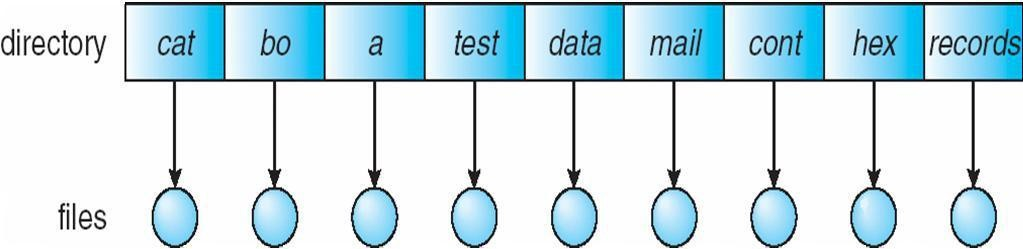 directory cat bo a test data mail cont hex records
files